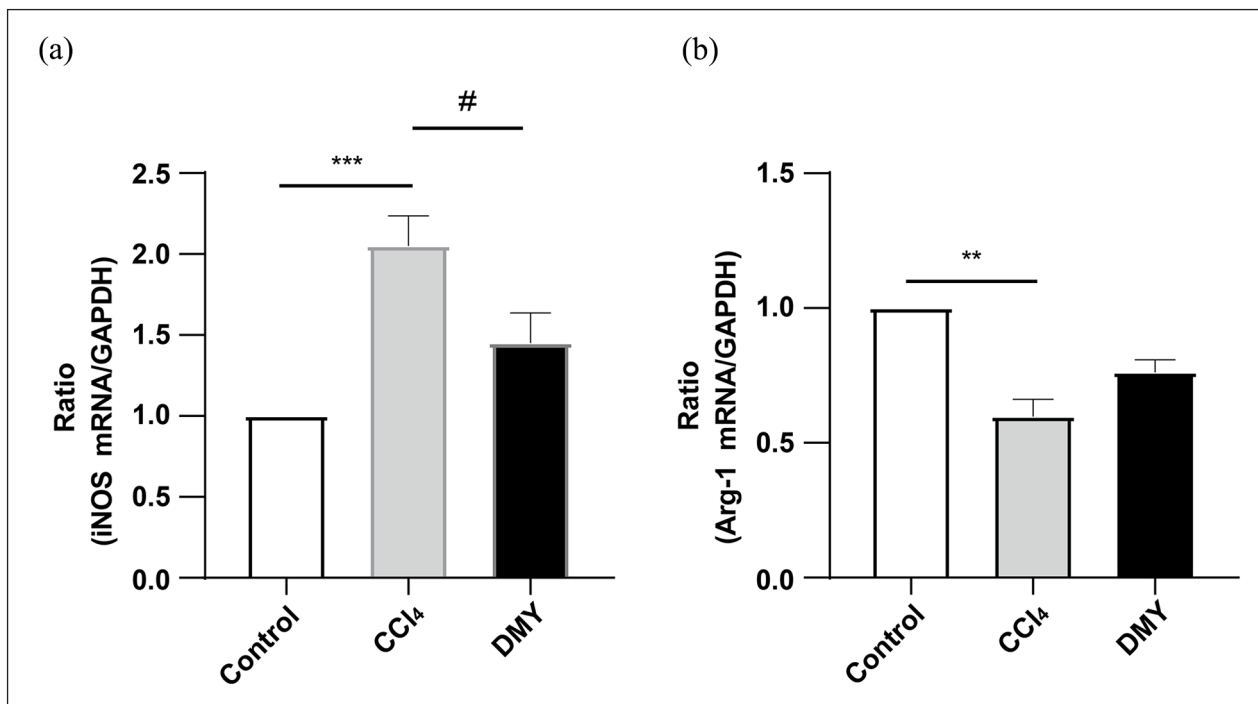 (a)
#
***
2.5
2.0
1.5
1.0
0.5
0.0
Ratio
(iNOS mRNA/GAPDH)
Control
CCl₄
DMY
(b)
**
1.5
1.0
0.5
0.0
Ratio
(Arg-1 mRNA/GAPDH)
Control
CCl₄
DMY